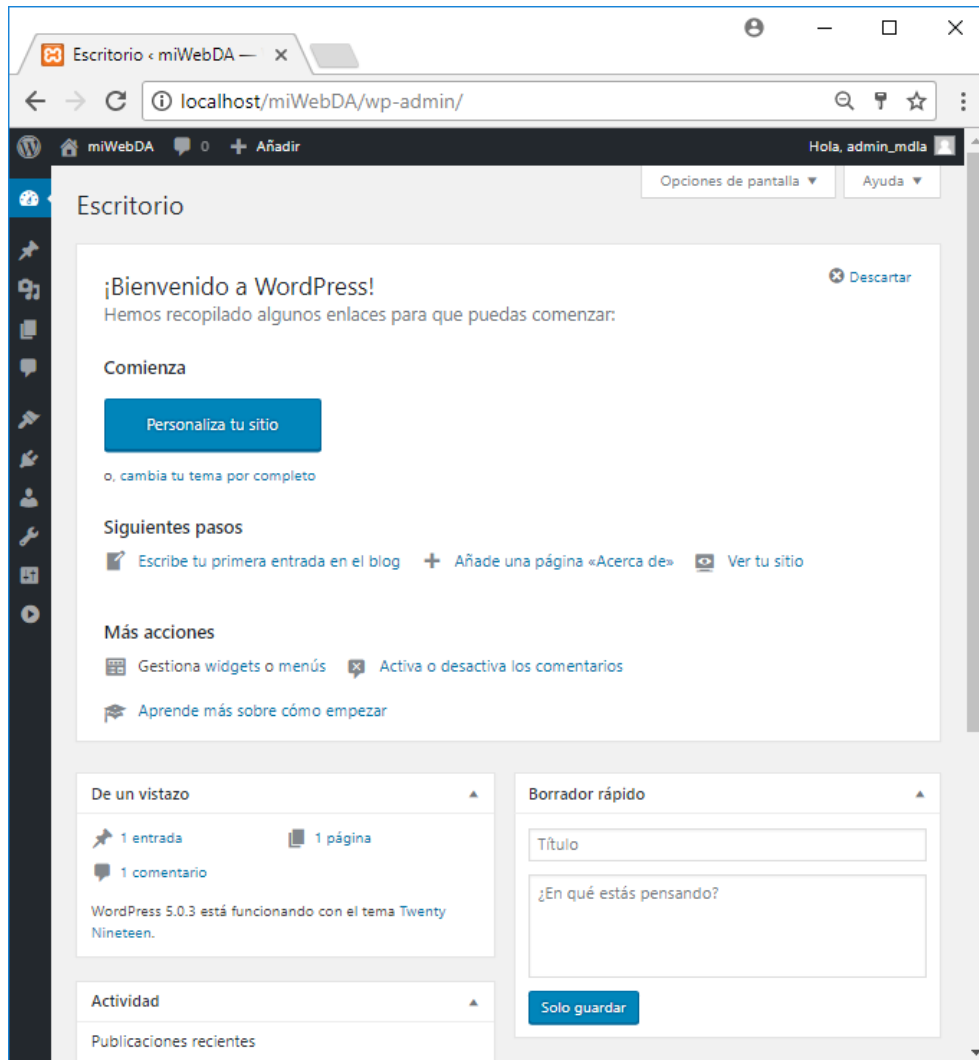 Escritorio ‹ miWebDA —
localhost/miWebDA/wp-admin/
miWebDA 0 Añadir Hola, admin_mdla
Opciones de pantalla Ayuda
Escritorio
¡Bienvenido a WordPress! Descartar
Hemos recopilado algunos enlaces para que puedas comenzar:
Comienza
Personaliza tu sitio
o, cambia tu tema por completo
Siguientes pasos
Escribe tu primera entrada en el blog Añade una página «Acerca de» Ver tu sitio
Más acciones
Gestiona widgets o menús Activa o desactiva los comentarios
Aprende más sobre cómo empezar
De un vistazo
1 entrada 1 página
1 comentario
WordPress 5.0.3 está funcionando con el tema Twenty
Nineteen.
Actividad
Publicaciones recientes
Borrador rápido
Título
¿En qué estás pensando?
Solo guardar